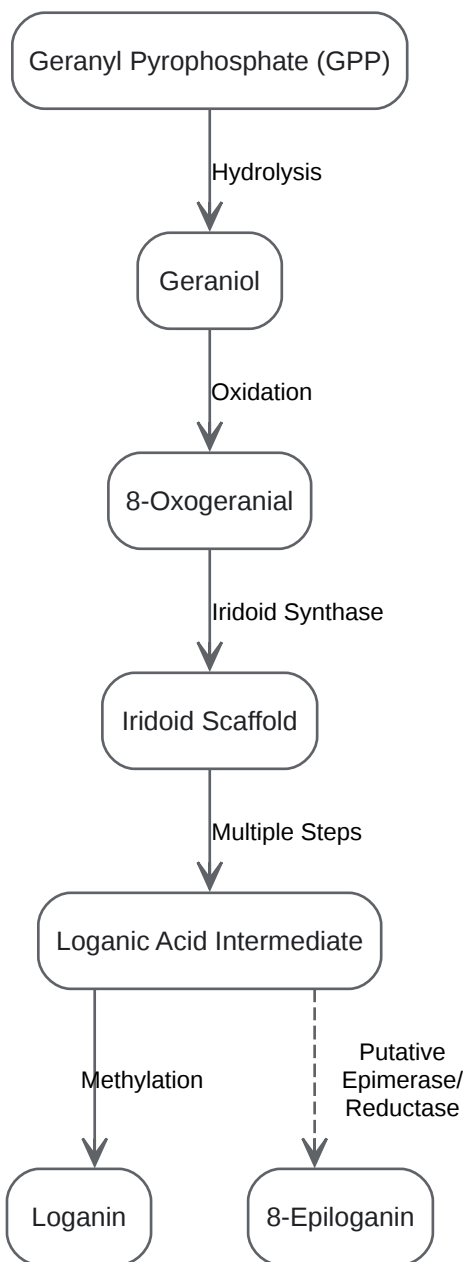 Geranyl Pyrophosphate (GPP)
Hydrolysis
Geraniol
Oxidation
8-Oxogeranial
Iridoid Synthase
Iridoid Scaffold
Multiple Steps
Loganic Acid Intermediate
Methylation
Putative
Epimerase/
Reductase
Loganin
8-Epiloganin